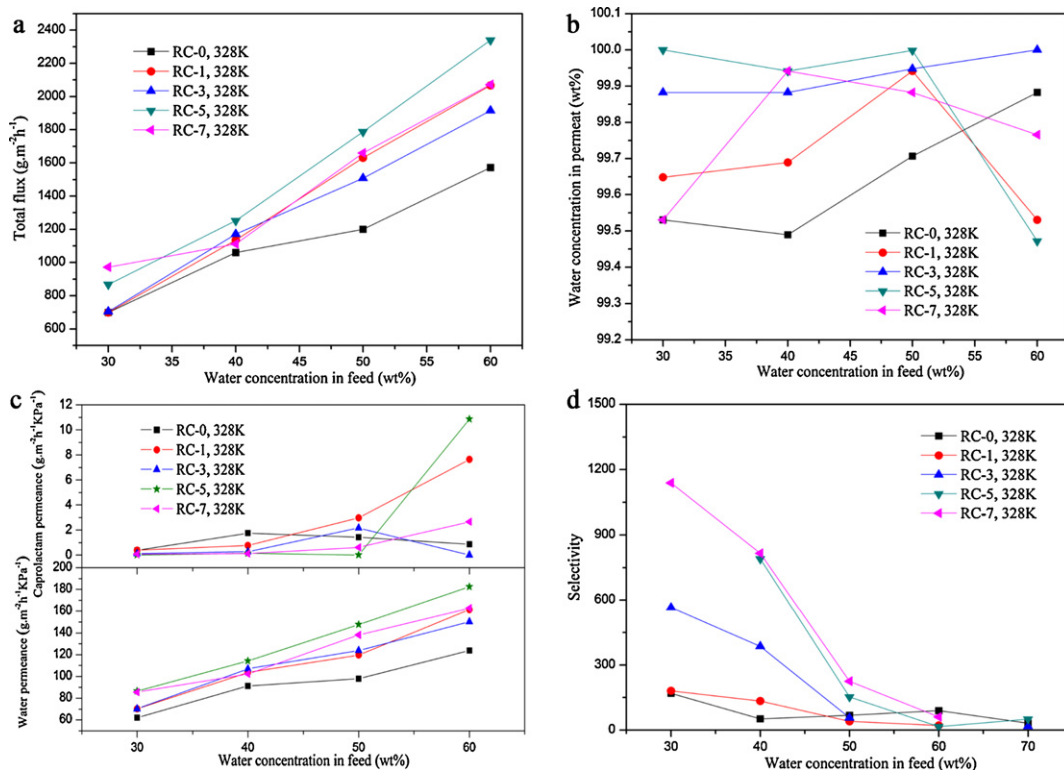 a
2400
2200
2000
1800
1600
1400
1200
1000
800
600
Total flux (g.m⁻²h⁻¹)
RC-0, 328K
RC-1, 328K
RC-3, 328K
RC-5, 328K
RC-7, 328K
30 35 40 45 50 55 60
Water concentration in feed (wt%)
b
100.1
100.0
99.9
99.8
99.7
99.6
99.5
99.4
99.3
99.2
Water concentration in permeat (wt%)
RC-0, 328K
RC-1, 328K
RC-3, 328K
RC-5, 328K
RC-7, 328K
30 35 40 45 50 55 60
Water concentration in feed (wt%)
c
12
10
8
6
4
2
0
Caprolactam permeance (g.m⁻²h⁻¹KPa⁻¹)
RC-0, 328K
RC-1, 328K
RC-3, 328K
RC-5, 328K
RC-7, 328K
200
180
160
140
120
100
80
60
Water permeance (g.m⁻²h⁻¹KPa⁻¹)
30 40 50 60
Water concentration in feed (wt%)
d
1500
1200
900
600
300
0
Selectivity
RC-0, 328K
RC-1, 328K
RC-3, 328K
RC-5, 328K
RC-7, 328K
30 40 50 60 70
Water concentration in feed (wt%)